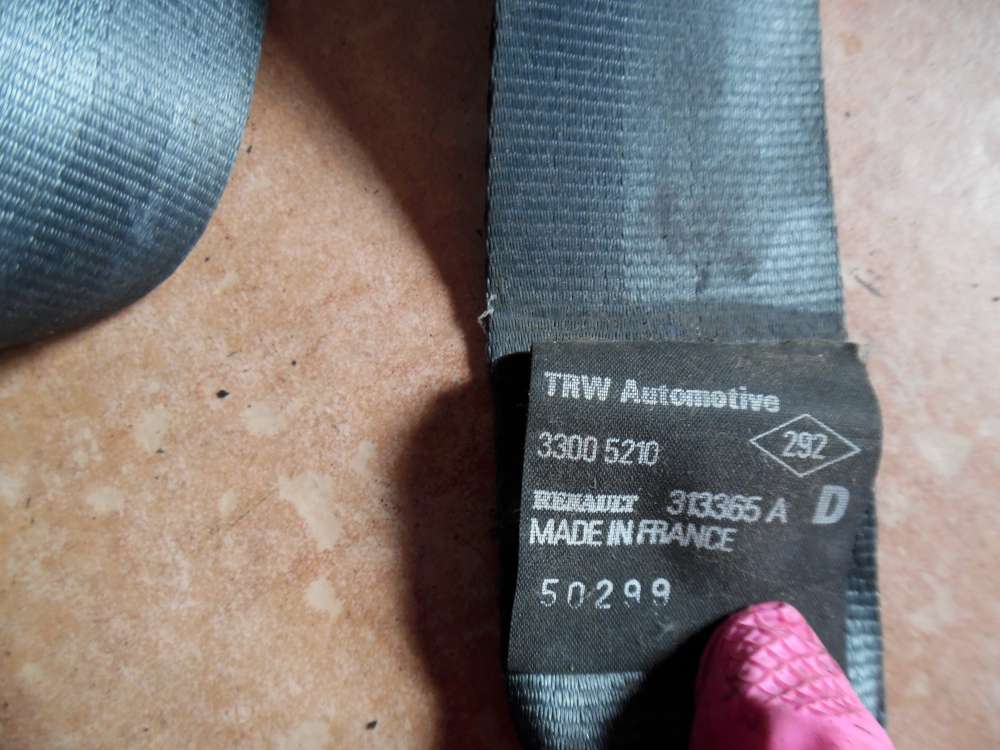 TRW Automotive
3300 5210 292
RENAULT 313365 A D
MADE IN FRANCE
50299